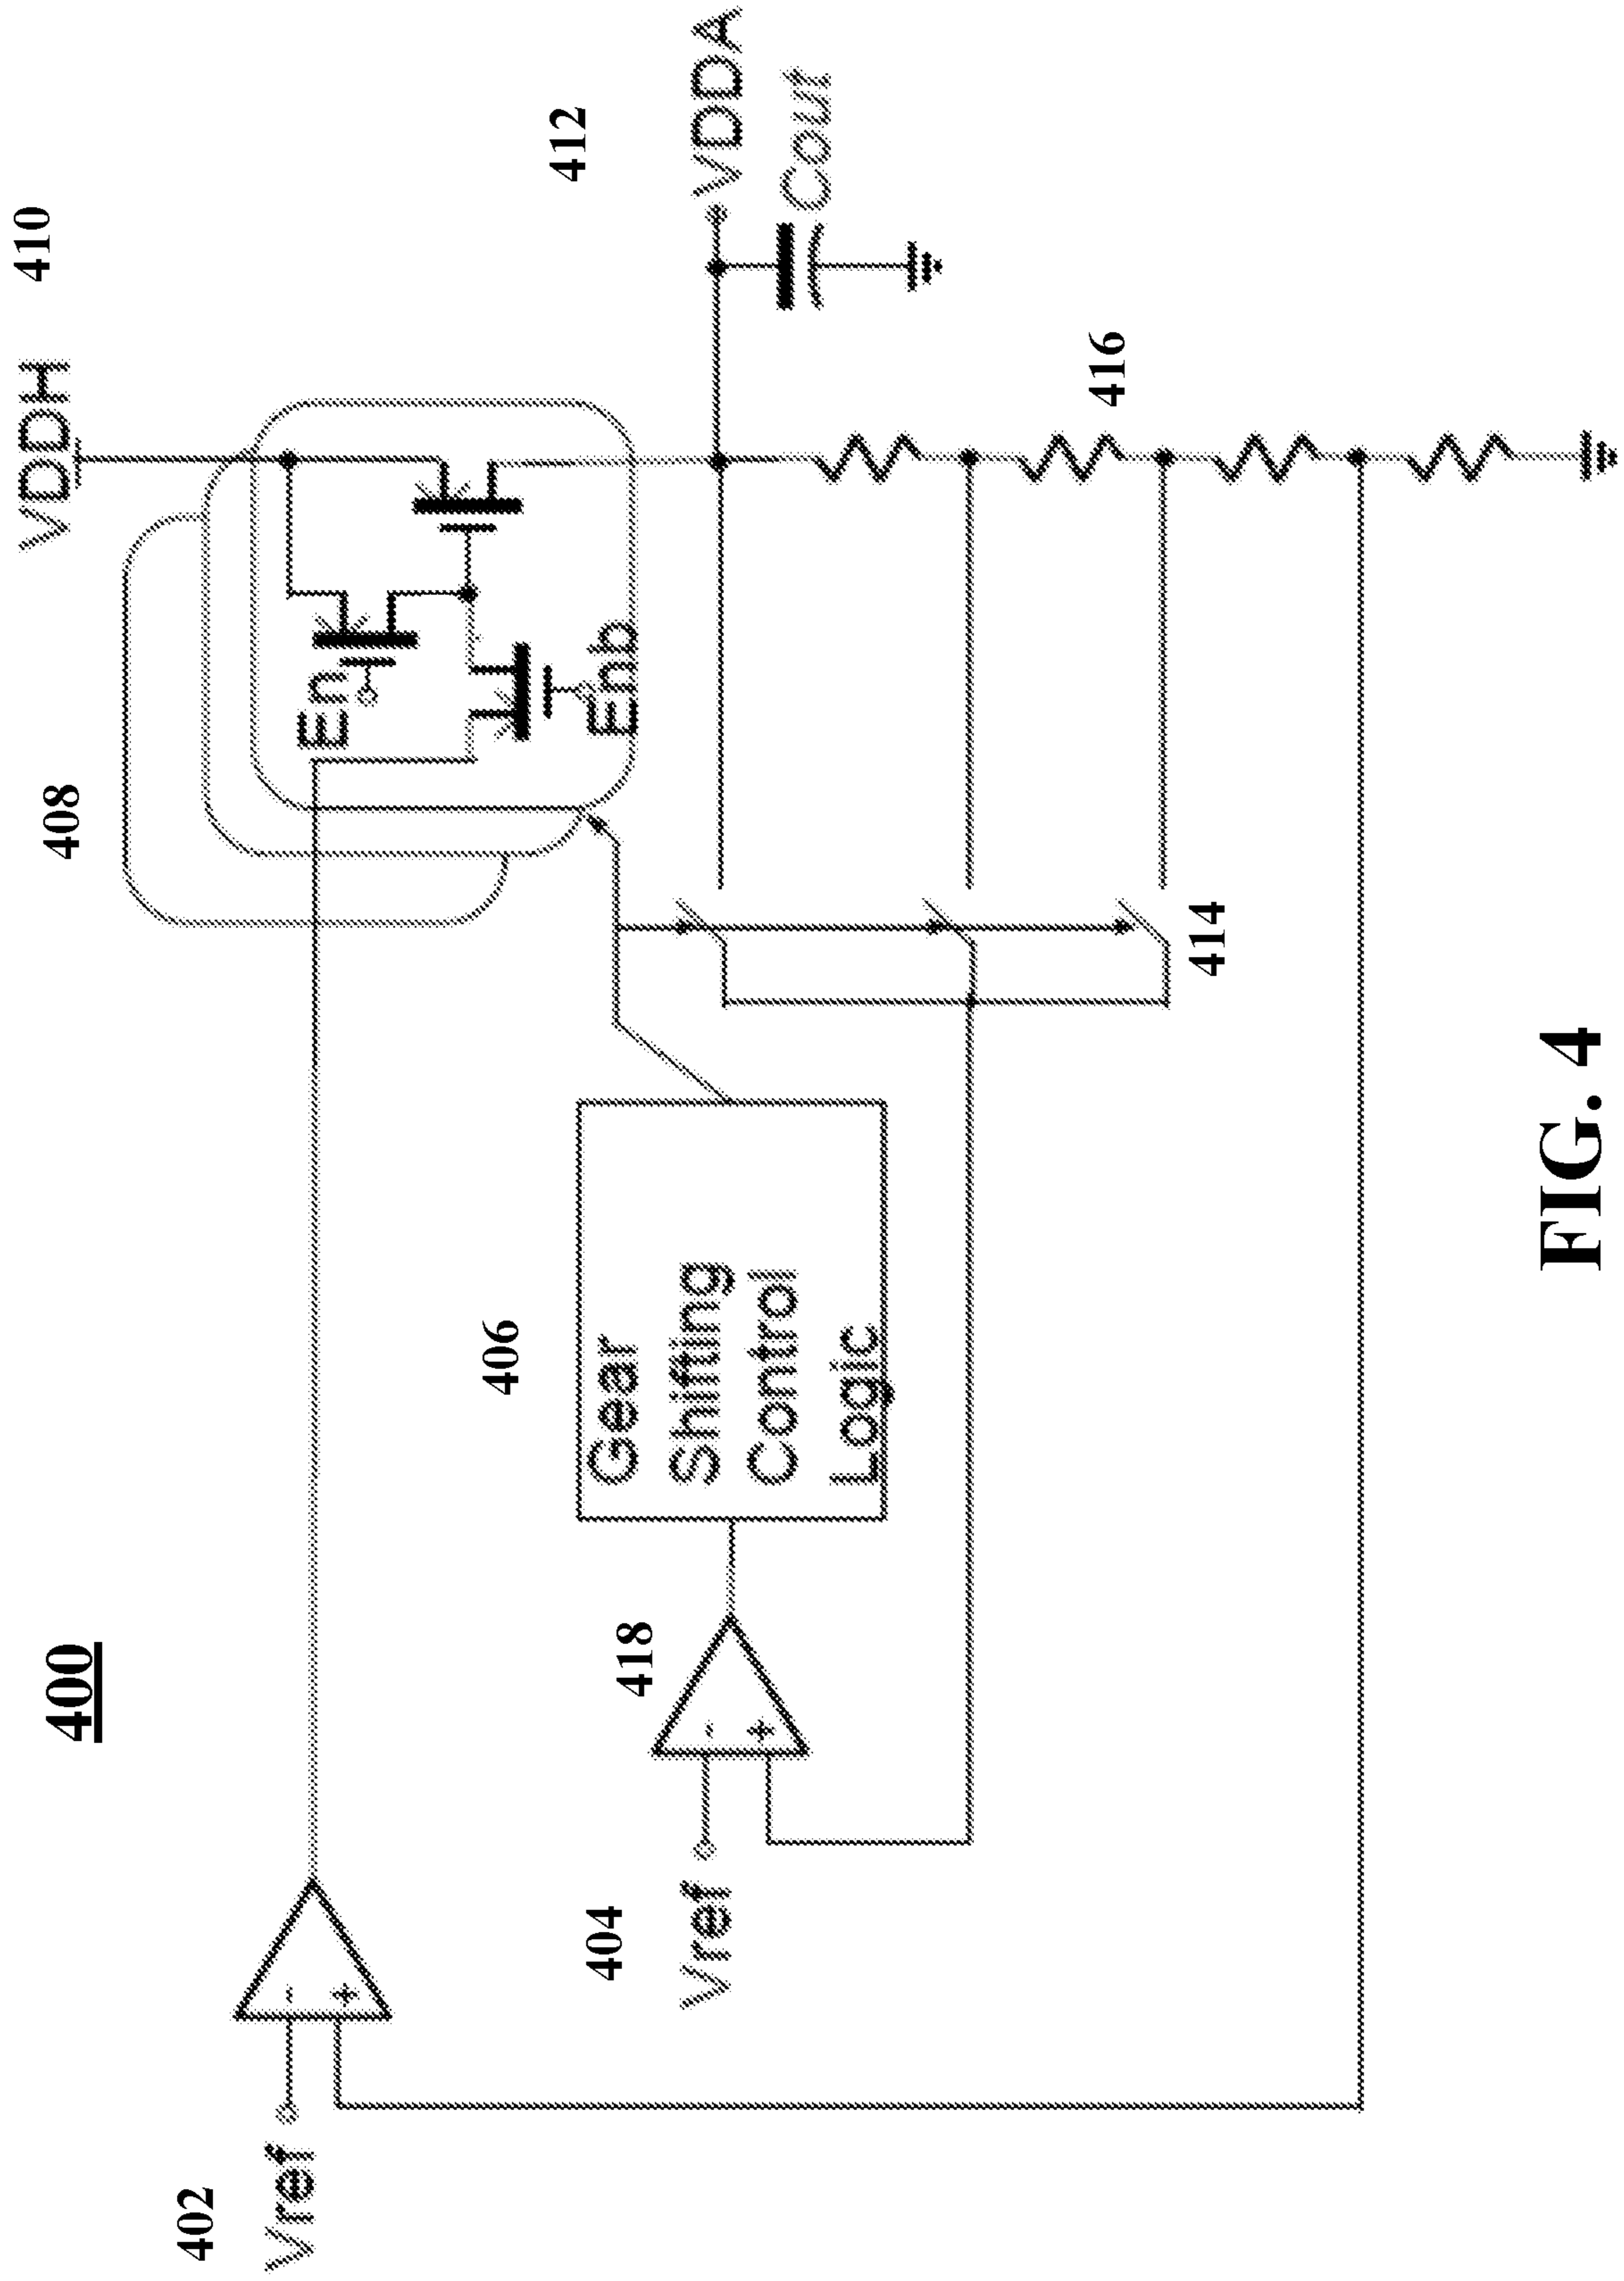 400
410
VDDH
408
412
VDDA
Cout
En
Enb
402
Vref
406
Gear
Shifting
Control
Logic
418
404
Vref
-
+
-
+
416
414
FIG. 4